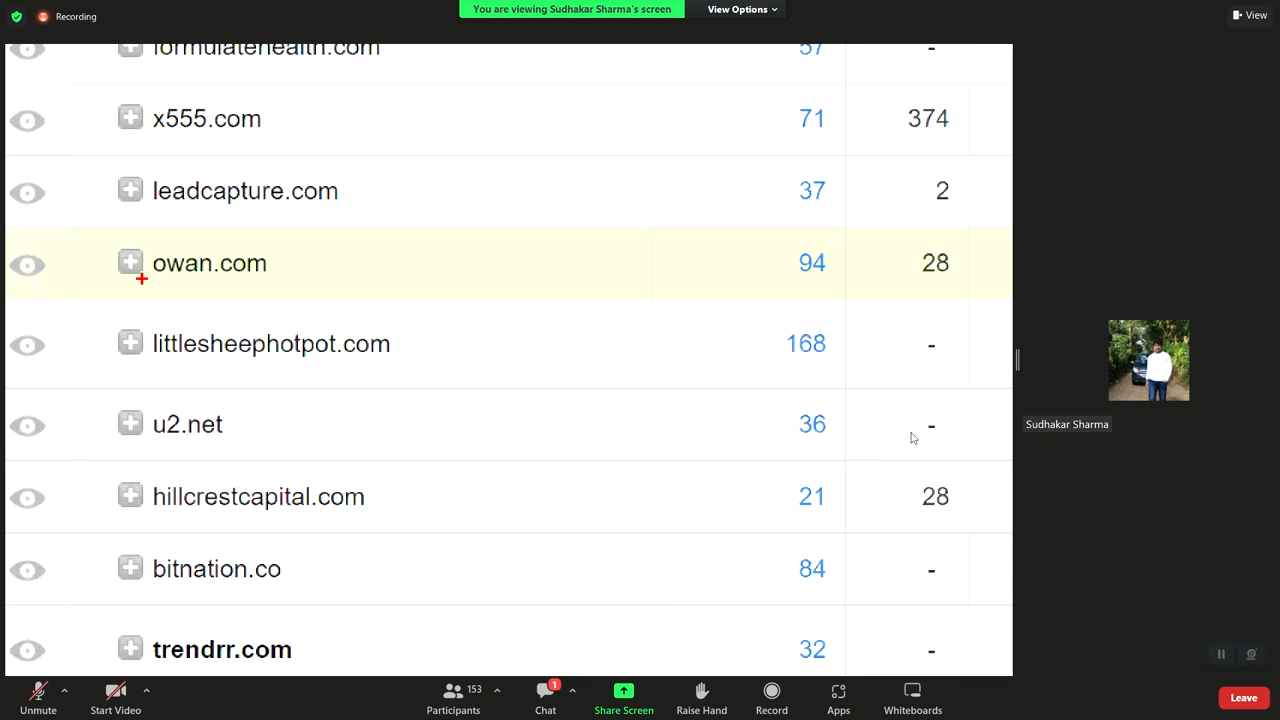 Recording
You are viewing Sudhakar Sharma's screen
View Options
View
formulatehealth.com 57 -
x555.com 71 374
leadcapture.com 37 2
owan.com 94 28
littlesheephotpot.com 168 -
u2.net 36 -
Sudhakar Sharma
hillcrestcapital.com 21 28
bitnation.co 84 -
trendrr.com 32 -
153
1
Unmute
Start Video
Participants
Chat
Share Screen
Raise Hand
Record
Apps
Whiteboards
Leave